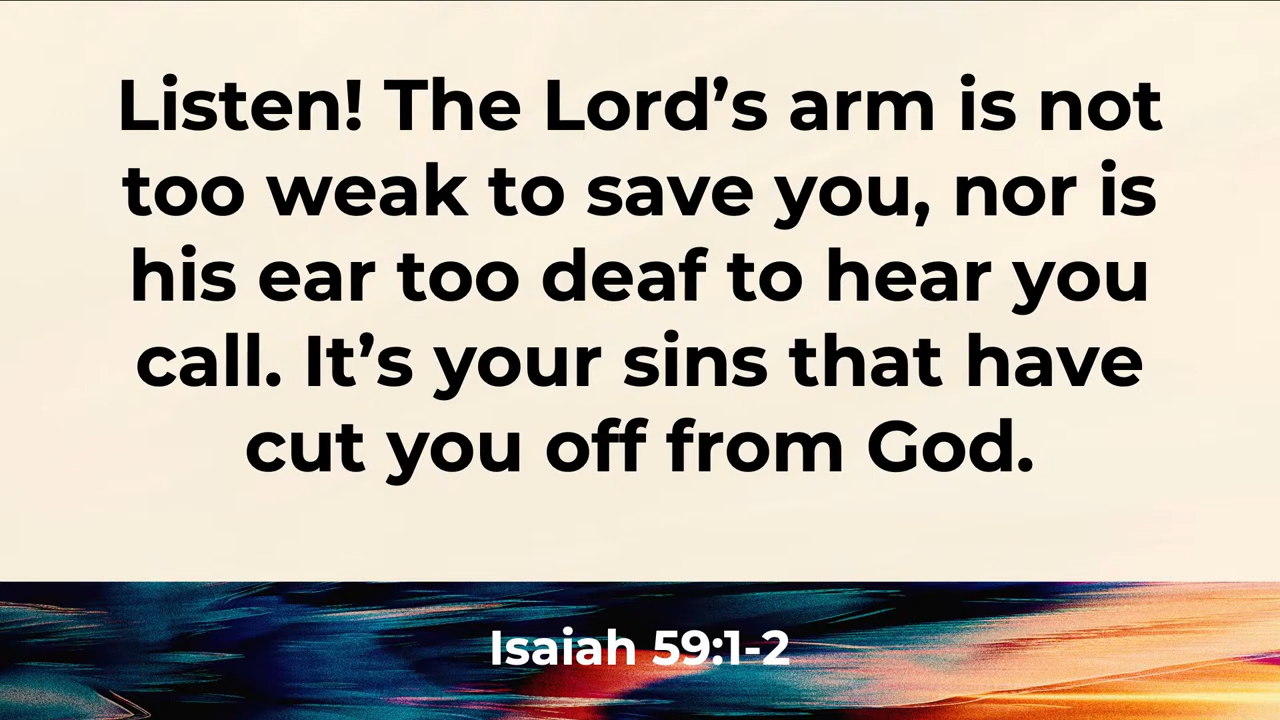 Listen! The Lord’s arm is not
too weak to save you, nor is
his ear too deaf to hear you
call. It’s your sins that have
cut you off from God.
Isaiah 59:1-2